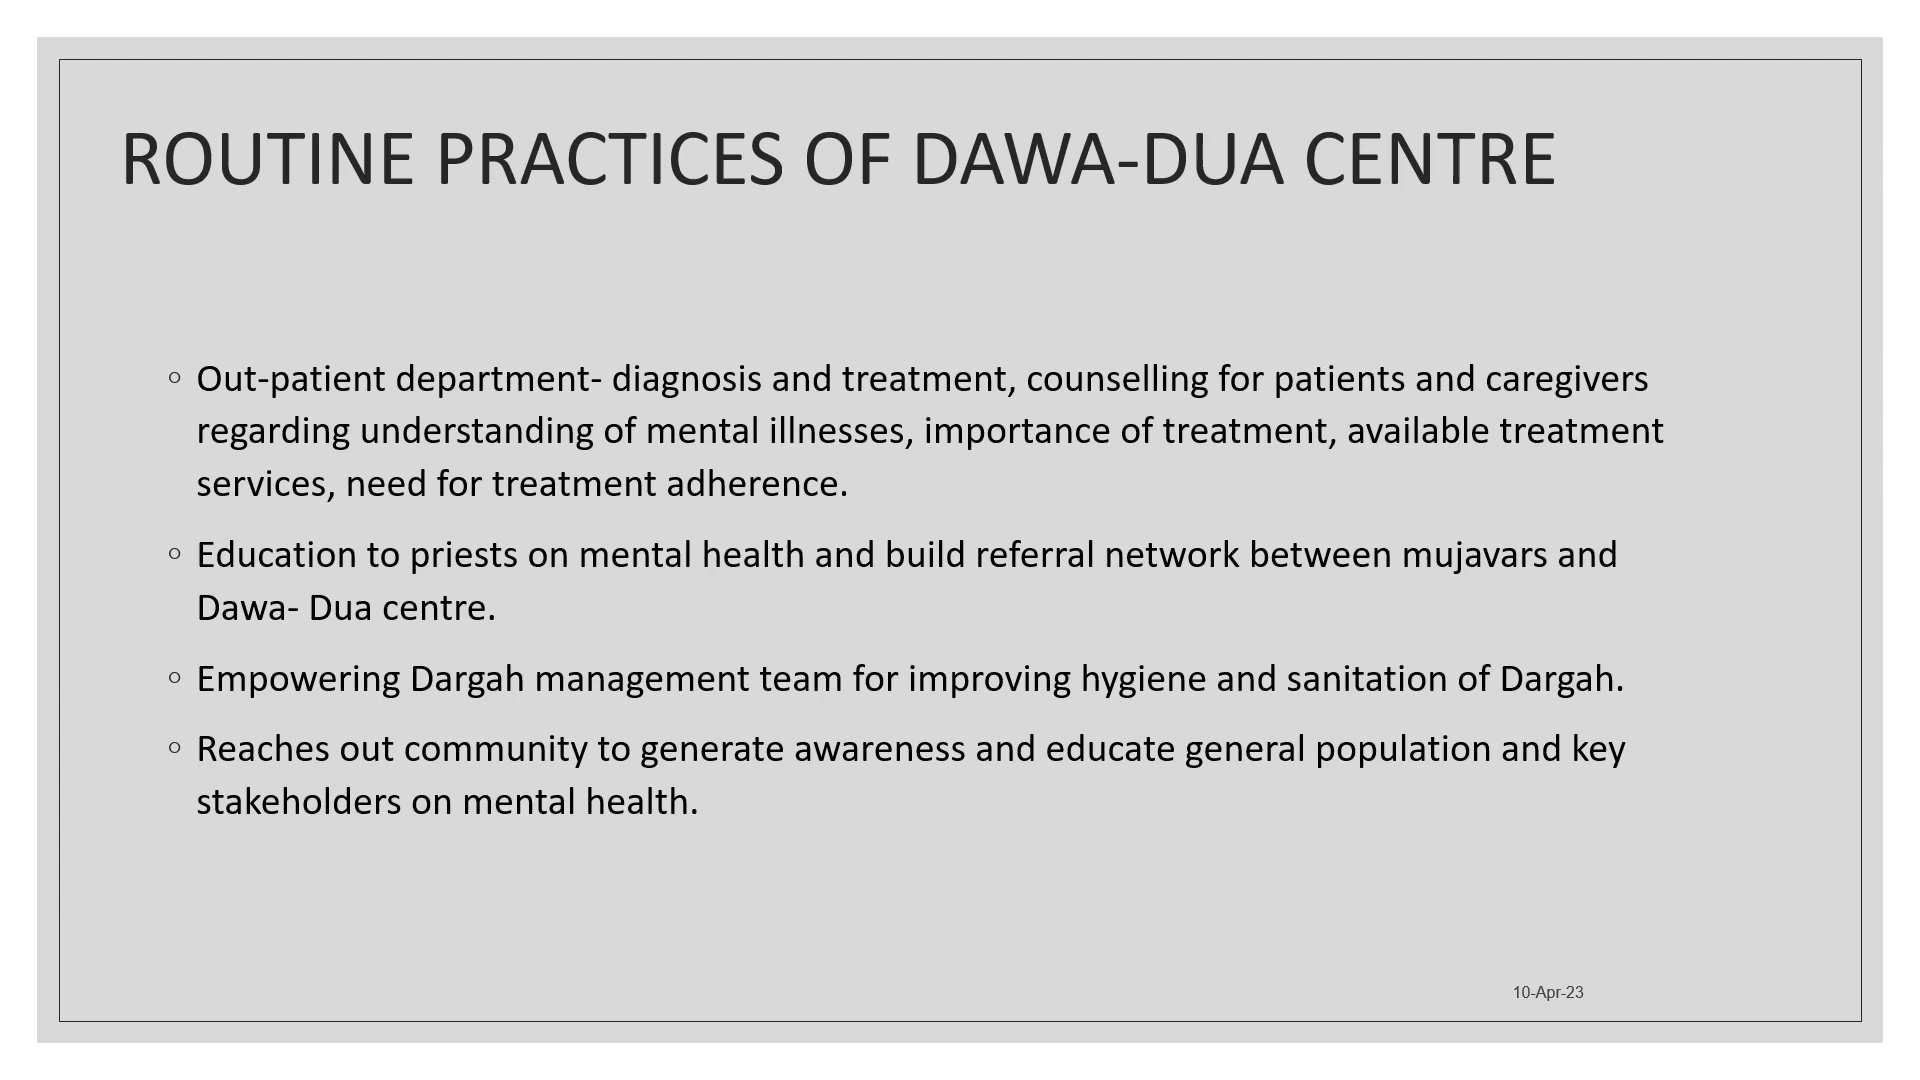 ROUTINE PRACTICES OF DAWA-DUA CENTRE
◦ Out-patient department- diagnosis and treatment, counselling for patients and caregivers
regarding understanding of mental illnesses, importance of treatment, available treatment
services, need for treatment adherence.
◦ Education to priests on mental health and build referral network between mujavars and
Dawa- Dua centre.
◦ Empowering Dargah management team for improving hygiene and sanitation of Dargah.
◦ Reaches out community to generate awareness and educate general population and key
stakeholders on mental health.
10-Apr-23